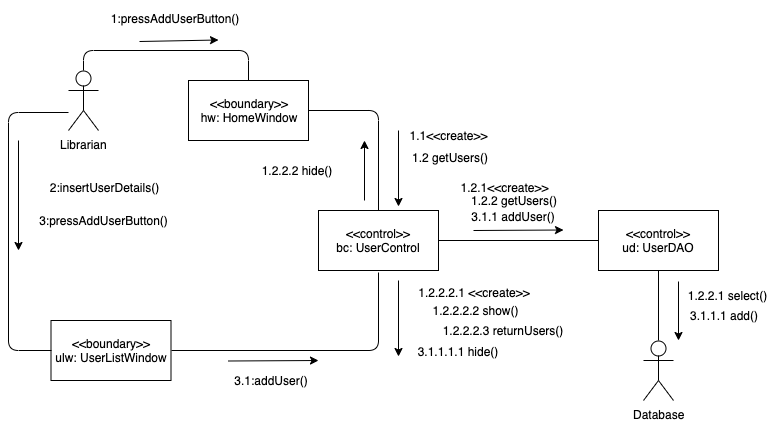 1:pressAddUserButton()
<<boundary>>
hw: HomeWindow
Librarian
1.1<<create>>
1.2 getUsers()
1.2.2.2 hide()
2:insertUserDetails()
3:pressAddUserButton()
1.2.1<<create>>
1.2.2 getUsers()
3.1.1 addUser()
<<control>>
bc: UserControl
<<control>>
ud: UserDAO
1.2.2.2.1 <<create>>
1.2.2.2.2 show()
1.2.2.2.3 returnUsers()
3.1.1.1.1 hide()
1.2.2.1 select()
3.1.1.1 add()
<<boundary>>
ulw: UserListWindow
3.1:addUser()
Database